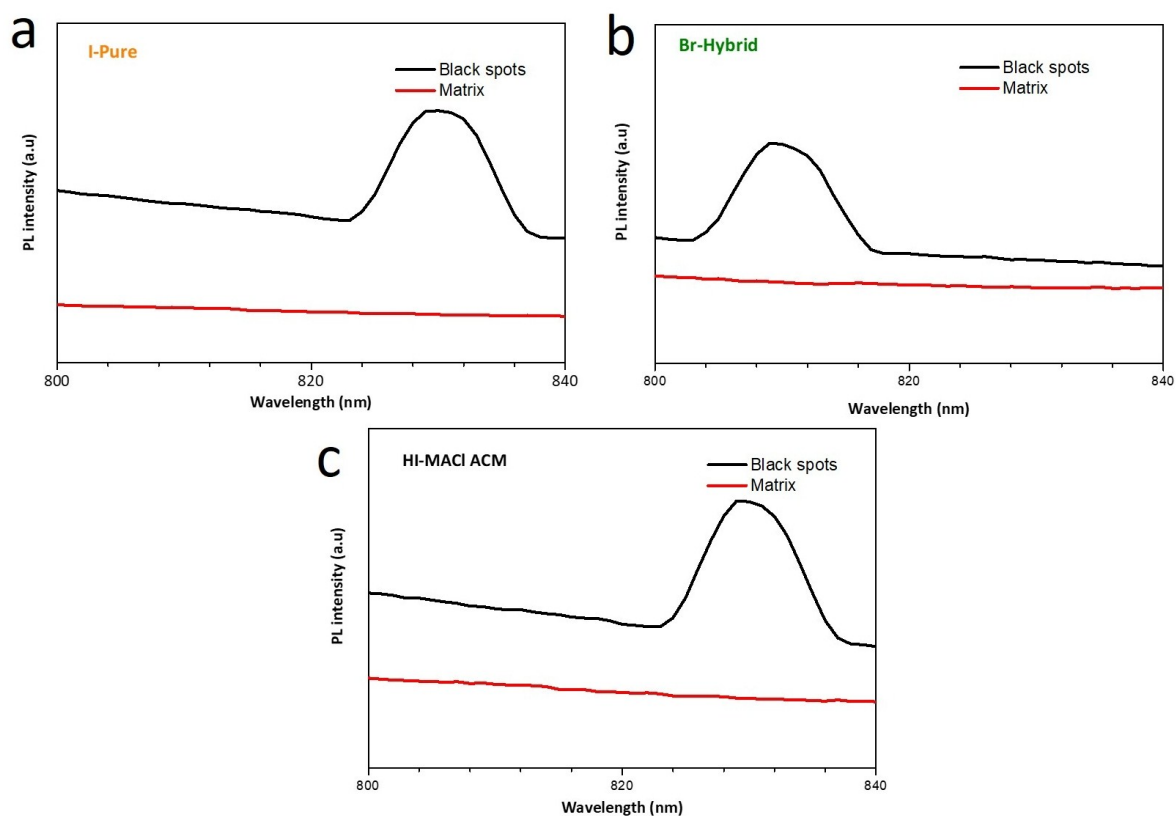 a
I-Pure
Black spots
Matrix
PL intensity (a.u)
800
820
840
Wavelength (nm)
b
Br-Hybrid
Black spots
Matrix
PL intensity (a.u)
800
820
840
Wavelength (nm)
c
HI-MACl ACM
Black spots
Matrix
PL intensity (a.u)
800
820
840
Wavelength (nm)